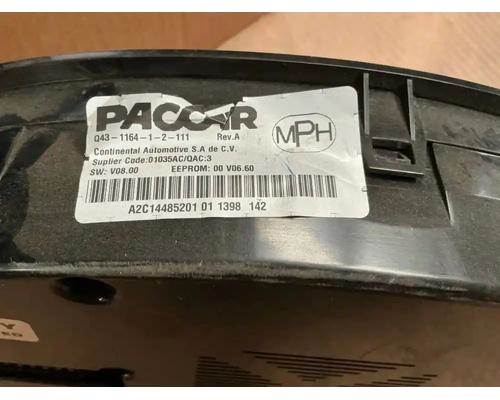 PACCAR
Q43-1164-1-2-111 Rev.A
MPH
Continental Automotive S.A de C.V.
Suplier Code:01035AC/QAC:3
SW: V08.00 EEPROM: 00 V06.60
A2C14485201 01 1398 142